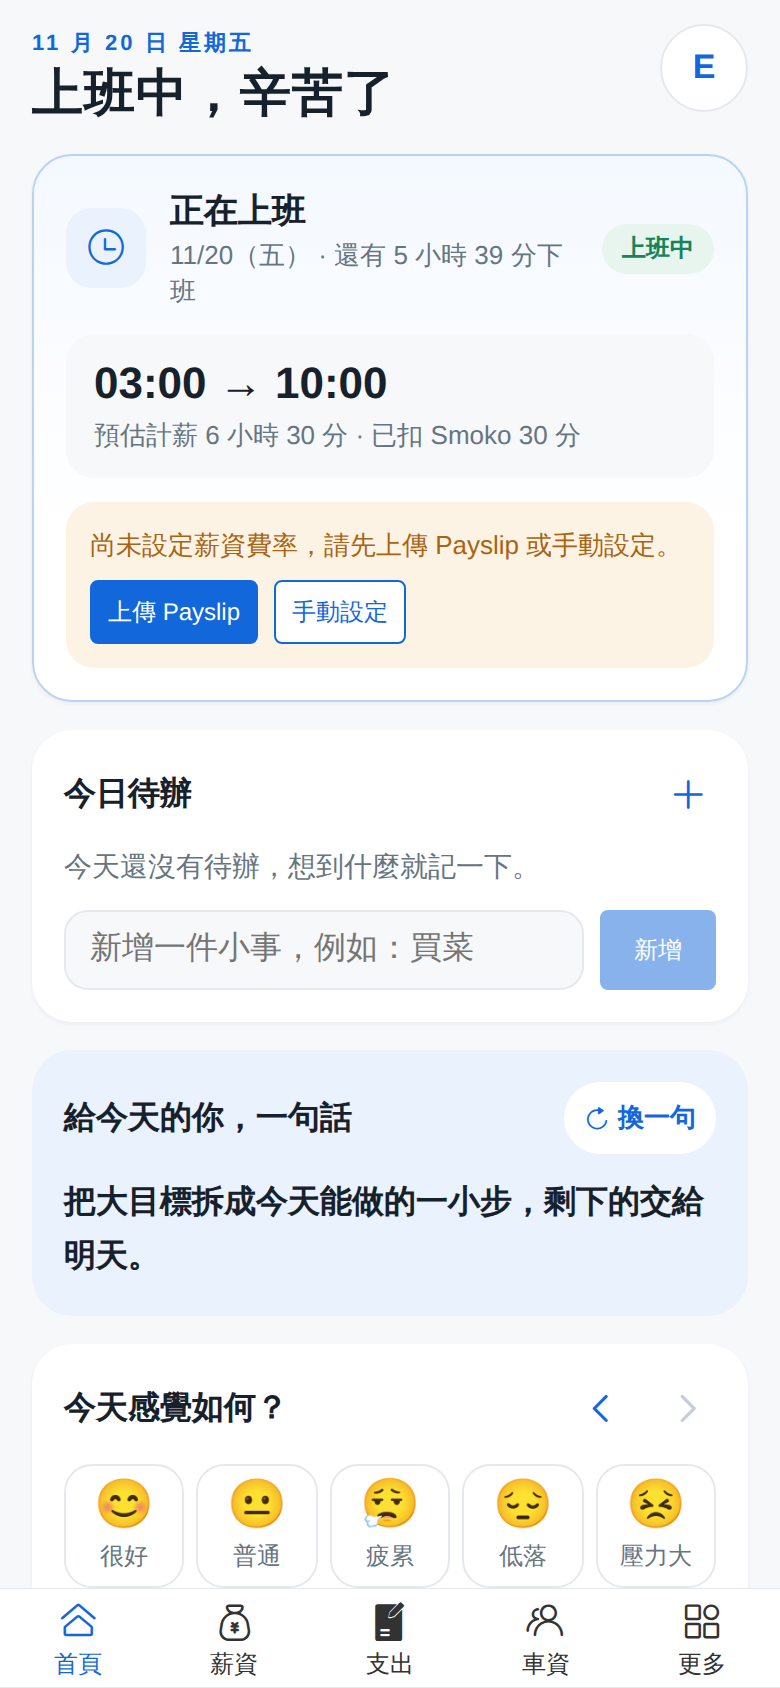 11 月 20 日 星期五
上班中，辛苦了
E
正在上班
11/20（五） · 還有 5 小時 39 分下
班
上班中
03:00 → 10:00
預估計薪 6 小時 30 分 · 已扣 Smoko 30 分
尚未設定薪資費率，請先上傳 Payslip 或手動設定。
上傳 Payslip
手動設定
今日待辦
今天還沒有待辦，想到什麼就記一下。
新增一件小事，例如：買菜
新增
給今天的你，一句話
換一句
把大目標拆成今天能做的一小步，剩下的交給
明天。
今天感覺如何？
很好
普通
疲累
低落
壓力大
首頁
薪資
支出
車資
更多